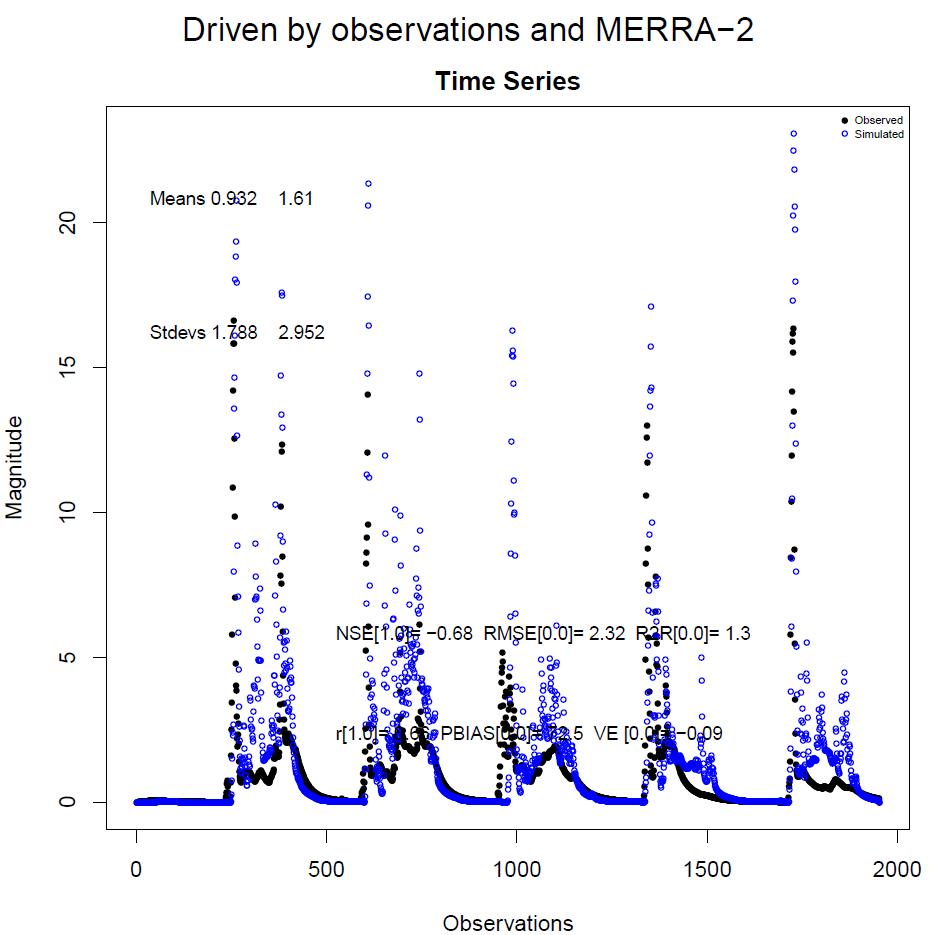 Driven by observations and MERRA−2
Time Series
Observed
Simulated
Means 0.932 1.61
Stdevs 1.788 2.952
NSE[1.0]= −0.68 RMSE[0.0]= 2.32 RSR[0.0]= 1.3
r[1.0]= PBIAS[0.0]= VE [0.0]= −0.09
Magnitude
20
15
10
5
0
0 500 1000 1500 2000
Observations